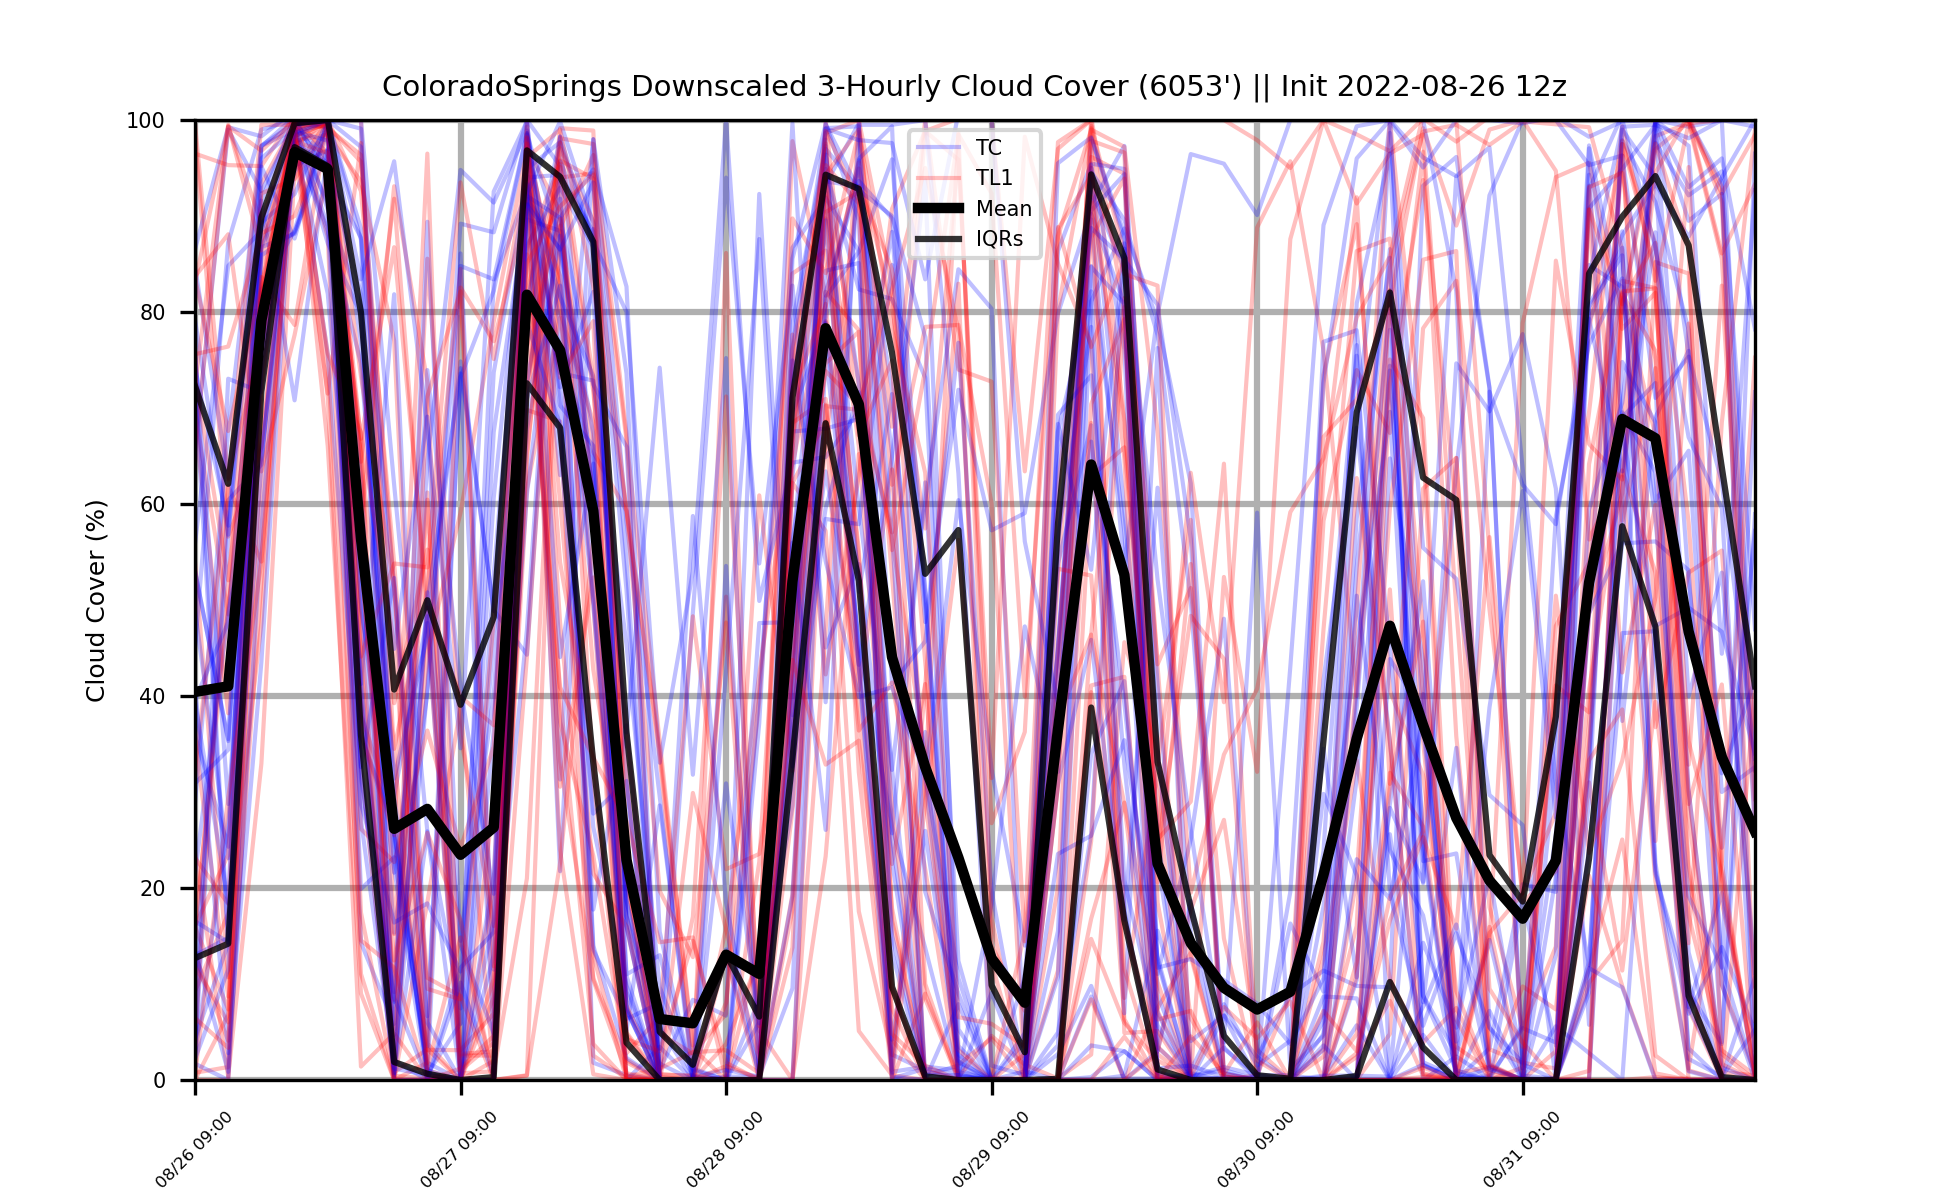 ColoradoSprings Downscaled 3-Hourly Cloud Cover (6053') || Init 2022-08-26 12z
TC
TL1
Mean
IQRs
Cloud Cover (%)
100
80
60
40
20
0
08/26 09:00
08/27 09:00
08/28 09:00
08/29 09:00
08/30 09:00
08/31 09:00